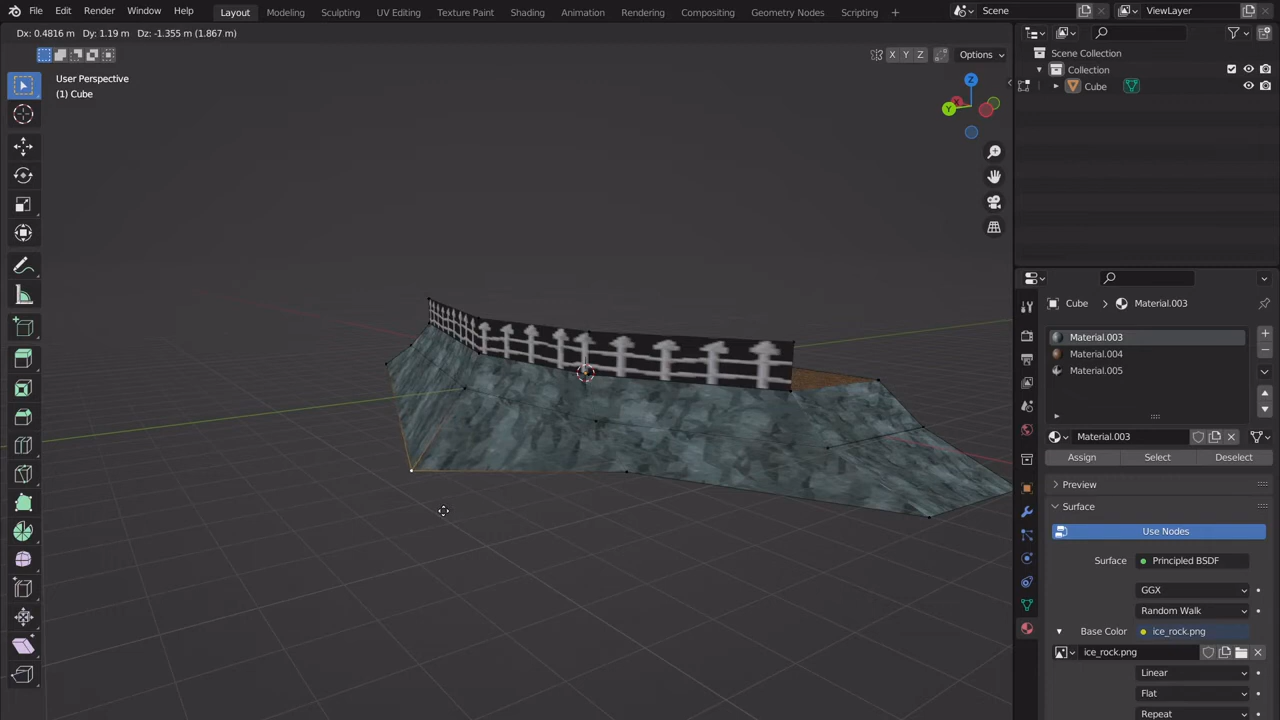 File Edit Render Window Help
Layout Modeling Sculpting UV Editing Texture Paint Shading Animation Rendering Compositing Geometry Nodes Scripting +
Scene
ViewLayer
Dx: 0.4816 m Dy: 1.19 m Dz: -1.355 m (1.867 m)
X Y Z
Options
User Perspective
(1) Cube
Z
Y
Scene Collection
Collection
Cube
Cube
Material.003
Material.003
Material.004
Material.005
Material.003
Assign
Select
Deselect
Preview
Surface
Use Nodes
Surface
Principled BSDF
GGX
Random Walk
Base Color
ice_rock.png
ice_rock.png
Linear
Flat
Repeat